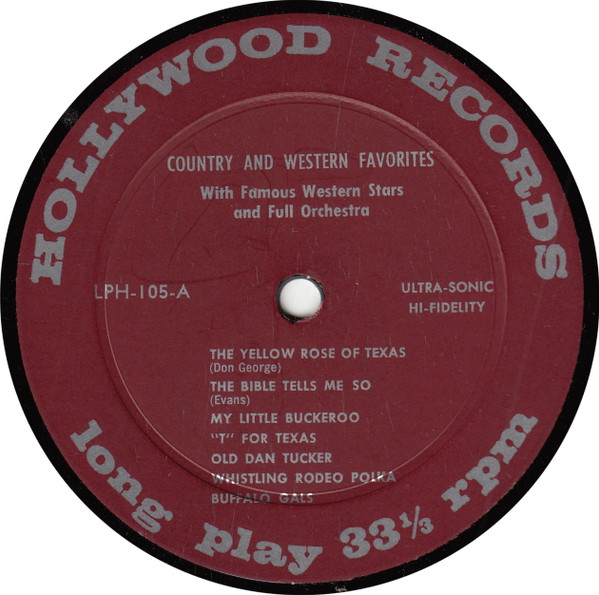 HOLLYWOOD RECORDS
COUNTRY AND WESTERN FAVORITES
With Famous Western Stars
and Full Orchestra
LPH-105-A
ULTRA-SONIC
HI-FIDELITY
THE YELLOW ROSE OF TEXAS
(Don George)
THE BIBLE TELLS ME SO
(Evans)
MY LITTLE BUCKEROO
"T" FOR TEXAS
OLD DAN TUCKER
WHISTLING RODEO POLKA
BUFFALO GALS
long play 33⅓ rpm